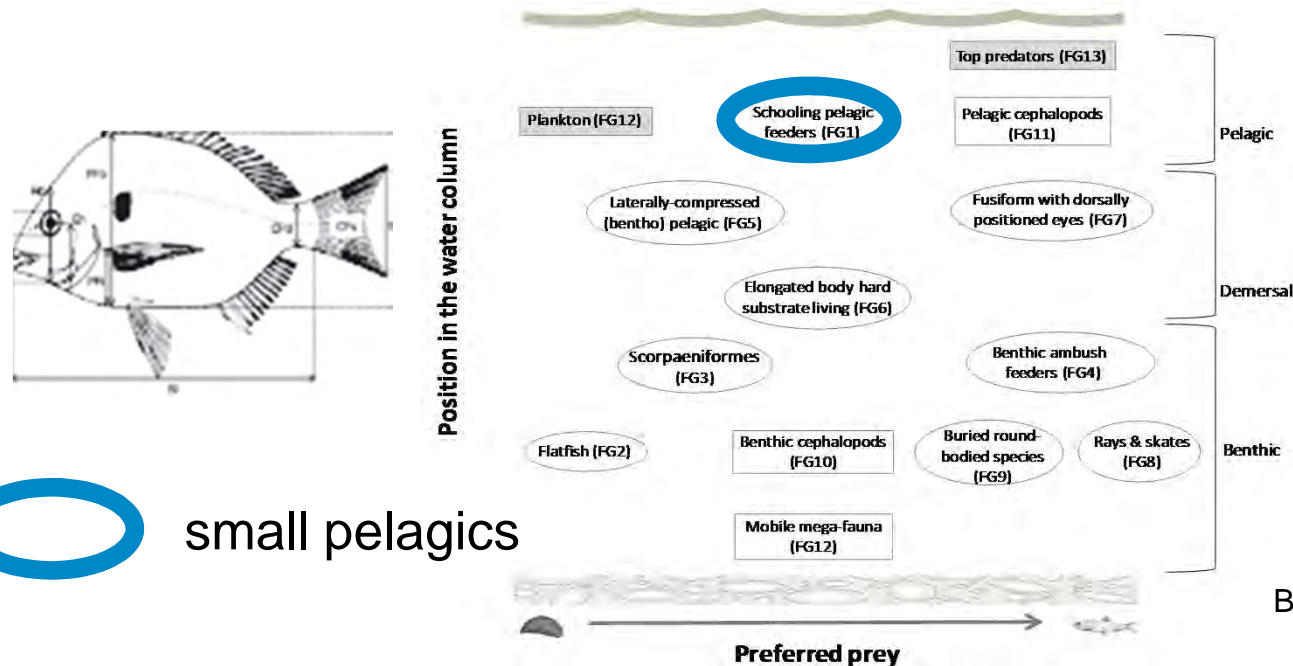 Top predators (FG13)
Plankton (FG12)
Schooling pelagic
feeders (FG1)
Pelagic cephalopods
(FG11)
Pelagic
Laterally-compressed
(bentho) pelagic (FG5)
Fusiform with dorsally
positioned eyes (FG7)
Position in the water column
Elongated body hard
substrate living (FG6)
Demersal
Scorpaeniformes
(FG3)
Benthic ambush
feeders (FG4)
Flatfish (FG2)
Benthic cephalopods
(FG10)
Buried round-
bodied species
(FG9)
Rays & skates
(FG8)
Benthic
small pelagics
Mobile mega-fauna
(FG12)
B
Preferred prey